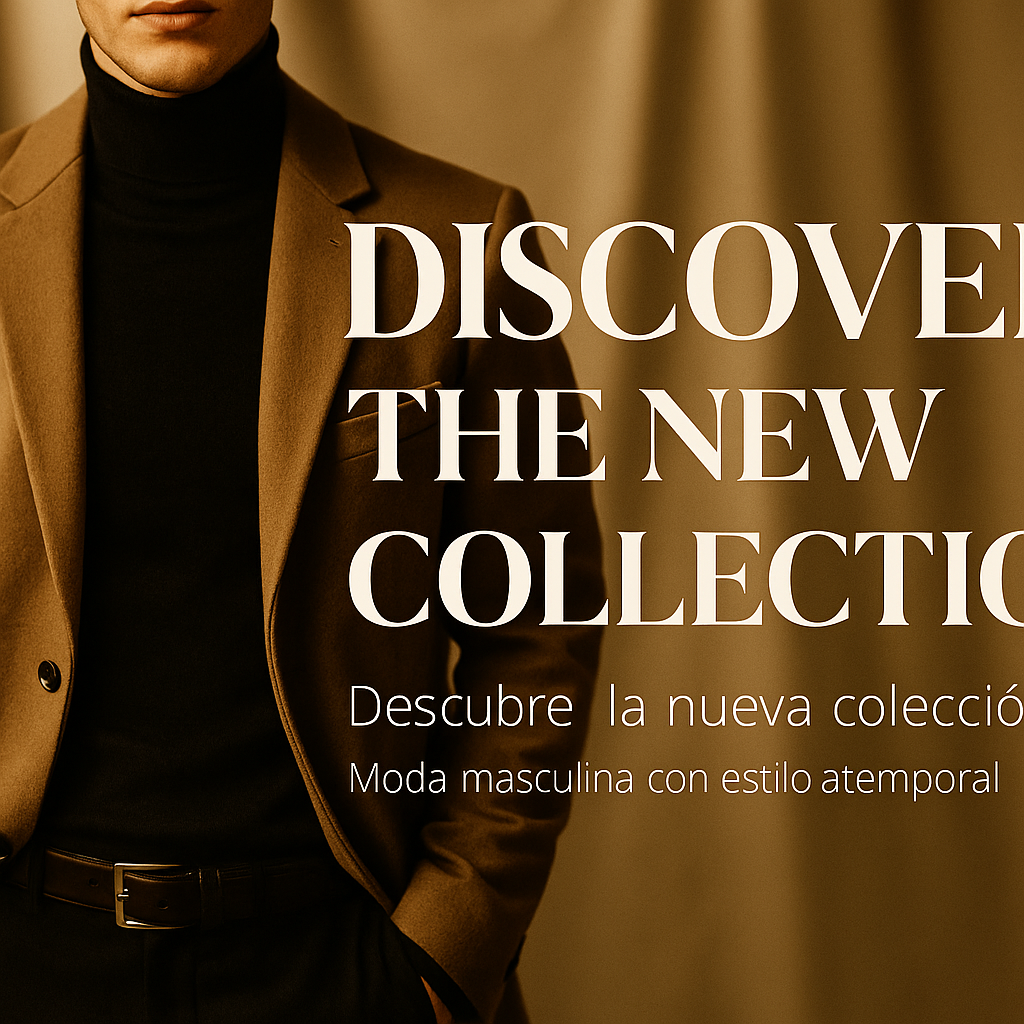 DISCOVE
THE NEW
COLLECTIO
Descubre la nueva colecció
Moda masculina con estilo atemporal